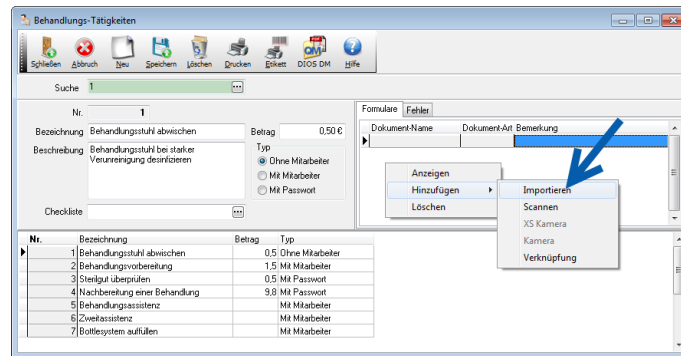 Behandlungs-Tätigkeiten
Schließen Abbruch Neu Speichern Löschen Drucken Etikett DIOS DM Hilfe
QM
Suche 1
Nr. 1
Bezeichnung Behandlungsstuhl abwischen Betrag 0,50 €
Beschreibung Behandlungsstuhl bei starker
Verunreinigung desinfizieren
Typ
Ohne Mitarbeiter
Mit Mitarbeiter
Mit Passwort
Checkliste
Formulare Fehler
Dokument-Name Dokument-Art Bemerkung
Anzeigen
Hinzufügen
Löschen
Importieren
Scannen
XS Kamera
Kamera
Verknüpfung
Nr. Bezeichnung Betrag Typ
1 Behandlungsstuhl abwischen 0,5 Ohne Mitarbeiter
2 Behandlungsvorbereitung 1,5 Mit Mitarbeiter
3 Sterilgut überprüfen 0,5 Mit Passwort
4 Nachbereitung einer Behandlung 9,8 Mit Passwort
5 Behandlungsassistenz Mit Mitarbeiter
6 Zweitassistenz Mit Mitarbeiter
7 Bottlesystem auffüllen Mit Mitarbeiter